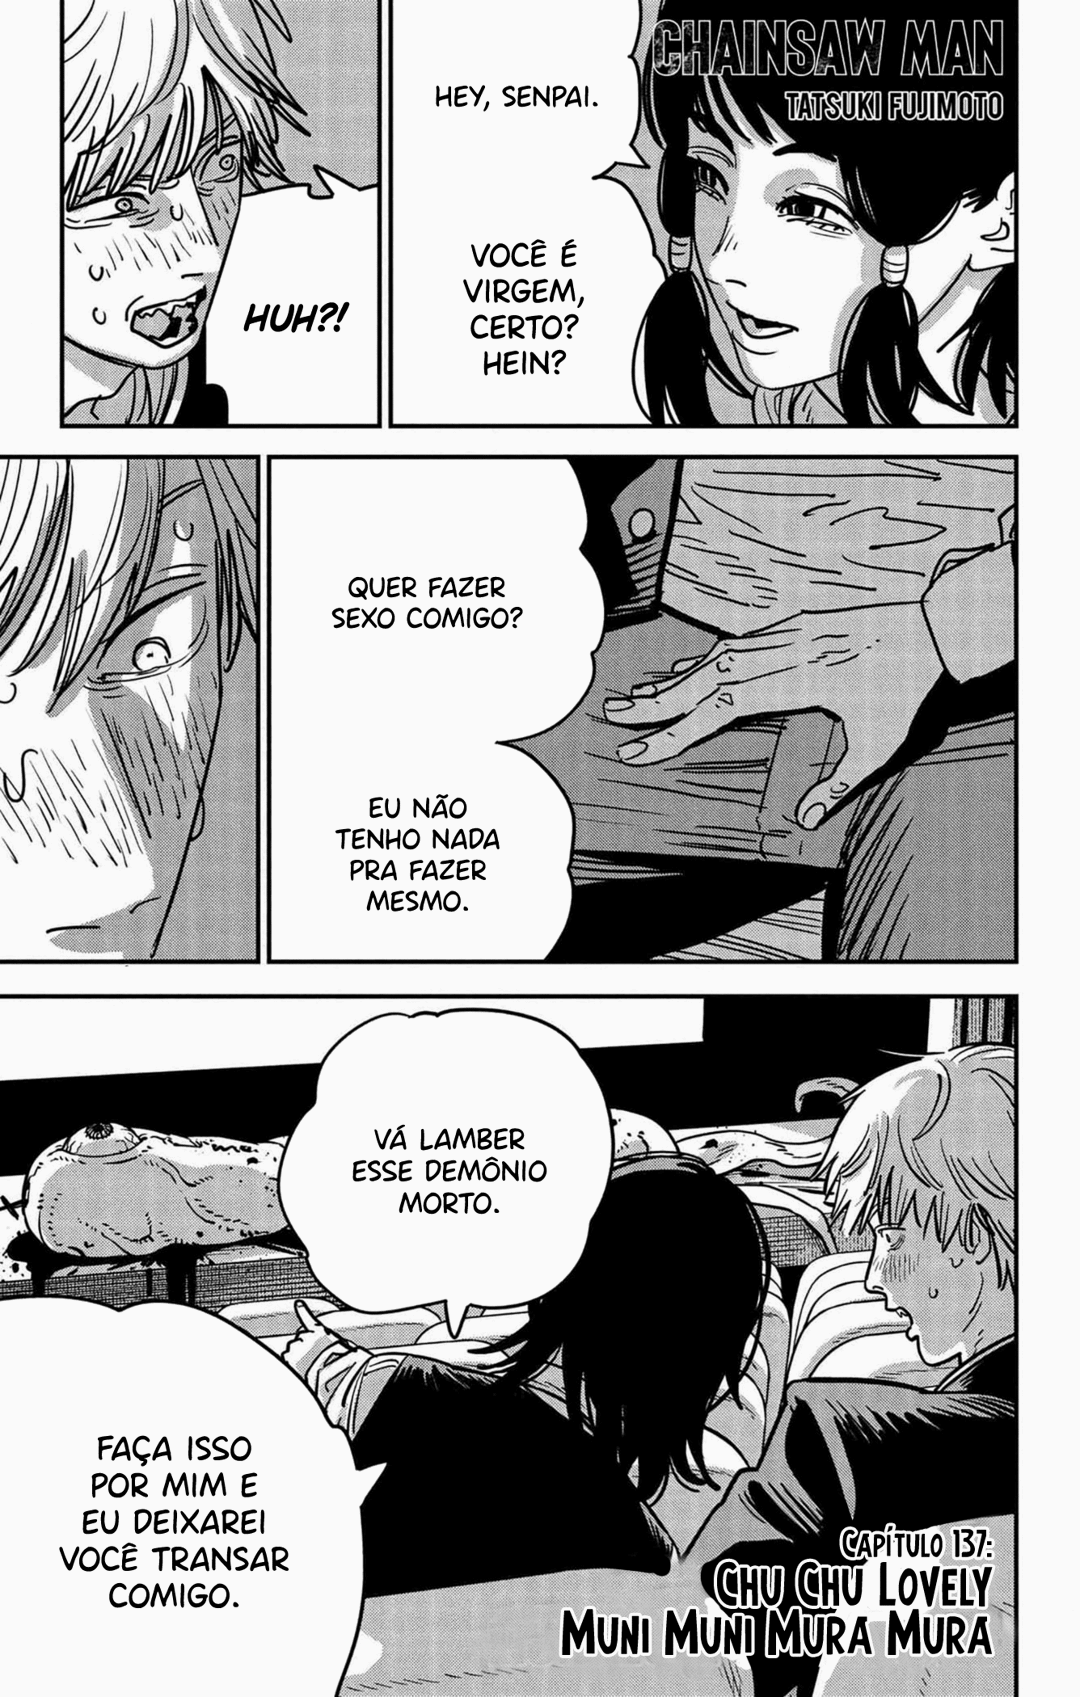 CHAINSAW MAN
TATSUKI FUJIMOTO
HEY, SENPAI.
VOCÊ É
VIRGEM,
CERTO?
HEIN?
HUH?!
QUER FAZER
SEXO COMIGO?
EU NÃO
TENHO NADA
PRA FAZER
MESMO.
VÁ LAMBER
ESSE DEMÔNIO
MORTO.
FAÇA ISSO
POR MIM E
EU DEIXAREI
VOCÊ TRANSAR
COMIGO.
CAPÍTULO 137:
CHU CHU LOVELY
MUNI MUNI MURA MURA